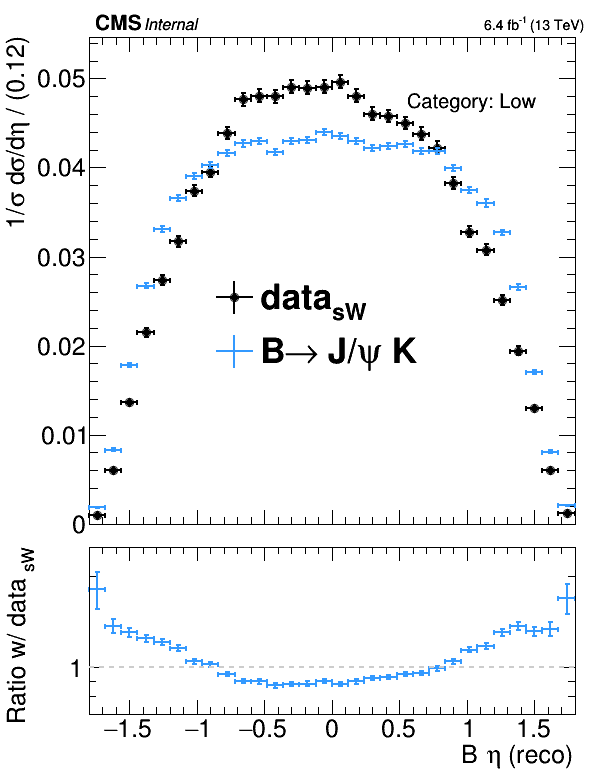 CMS Internal
6.4 fb⁻¹ (13 TeV)
1/σ dσ/dη / (0.12)
Category: Low
0.05
0.04
0.03
0.02
0.01
0
data_sW
B→ J/ψ K
Ratio w/ data_sW
1
−1.5 −1 −0.5 0 0.5 1 1.5
B η (reco)